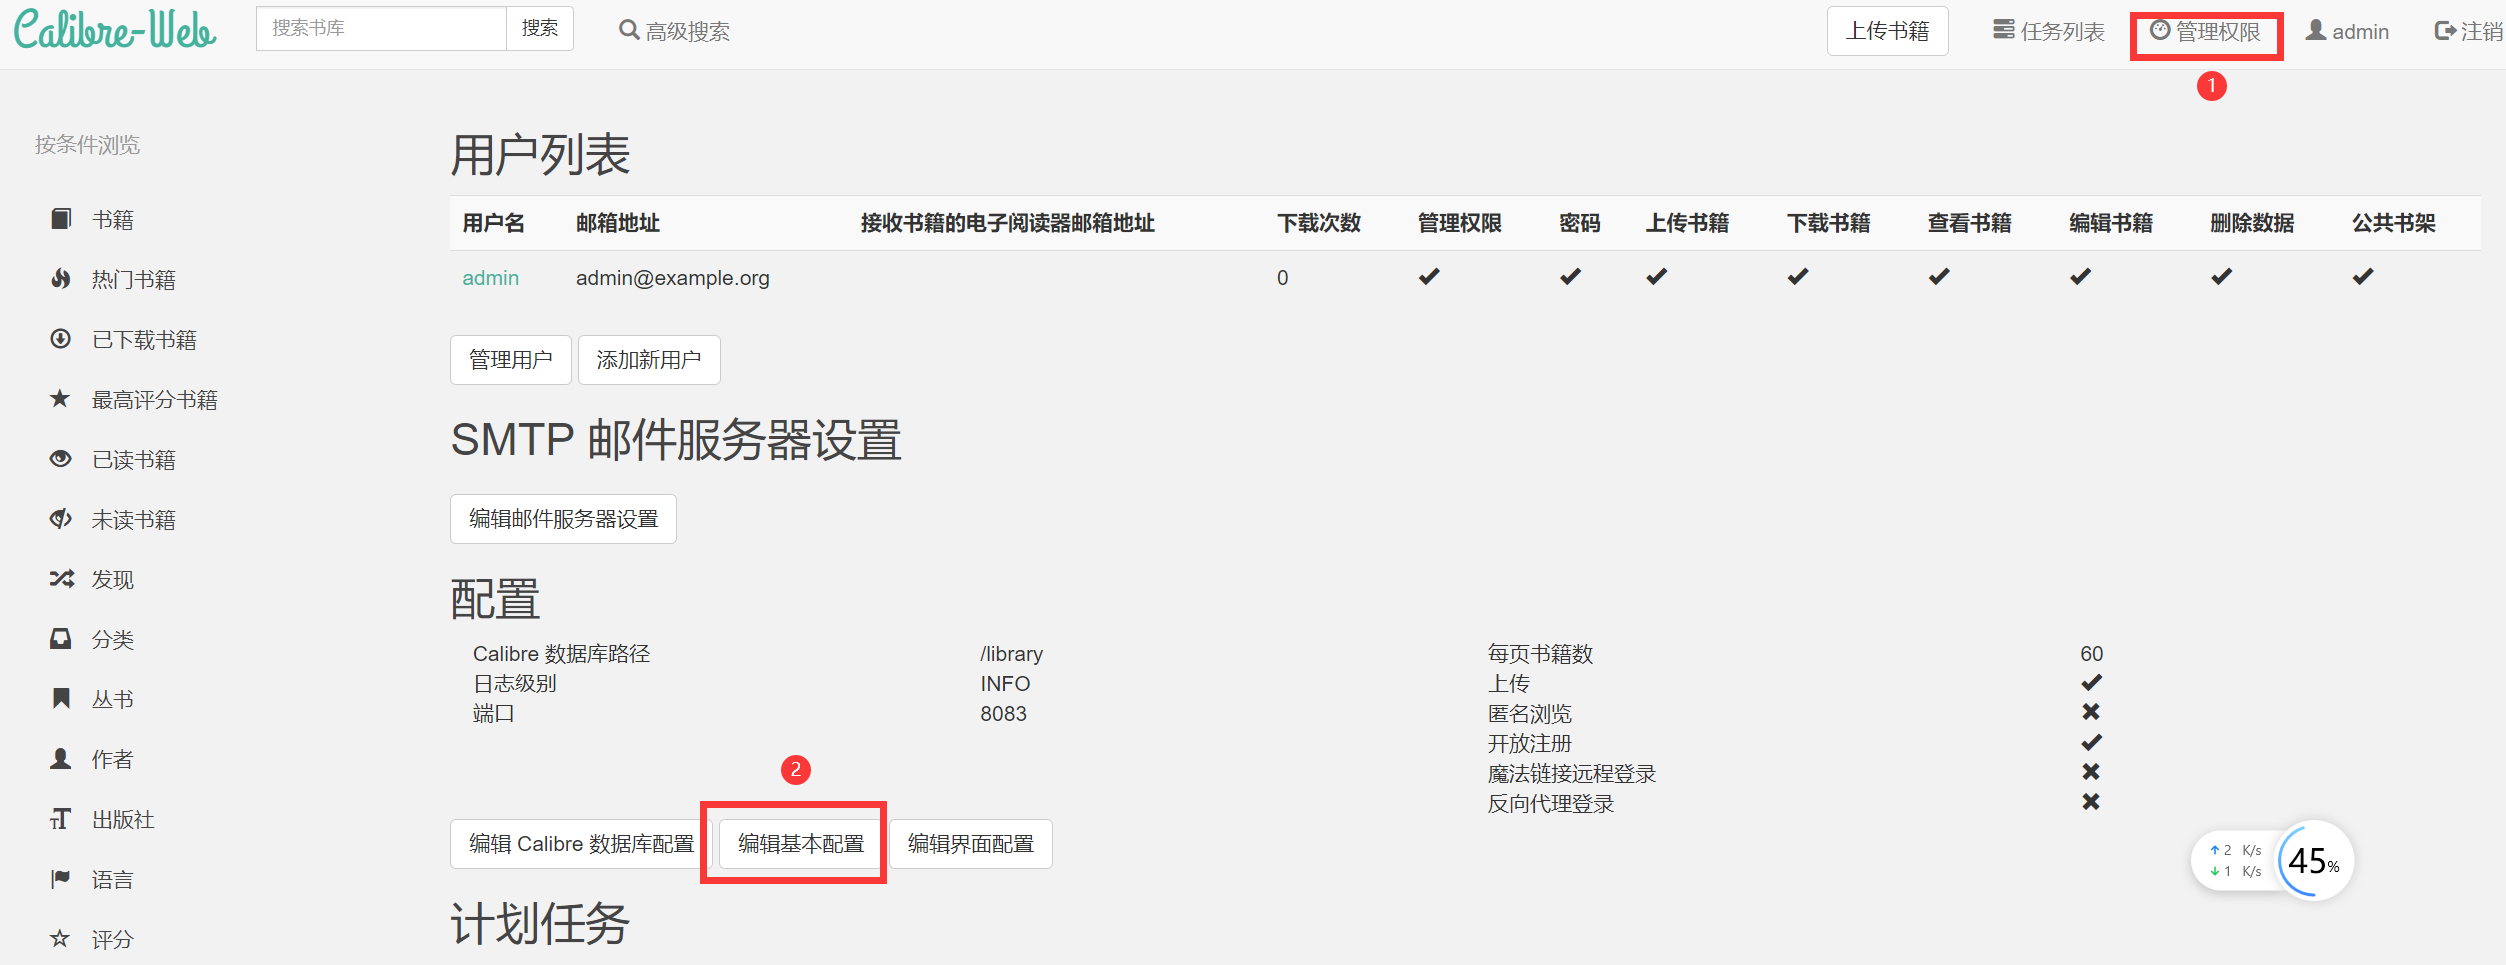 Calibre-Web 搜索书库 搜索 高级搜索 上传书籍 任务列表 管理权限 admin 注销
1
按条件浏览
书籍
热门书籍
已下载书籍
最高评分书籍
已读书籍
未读书籍
发现
分类
丛书
作者
出版社
语言
评分
用户列表
用户名 邮箱地址 接收书籍的电子阅读器邮箱地址 下载次数 管理权限 密码 上传书籍 下载书籍 查看书籍 编辑书籍 删除数据 公共书架
admin admin@example.org 0
管理用户 添加新用户
SMTP 邮件服务器设置
编辑邮件服务器设置
配置
Calibre 数据库路径 /library 每页书籍数 60
日志级别 INFO 上传
端口 8083 匿名浏览
开放注册
魔法链接远程登录
反向代理登录
2
编辑 Calibre 数据库配置 编辑基本配置 编辑界面配置
计划任务
2 K/s
1 K/s
45%